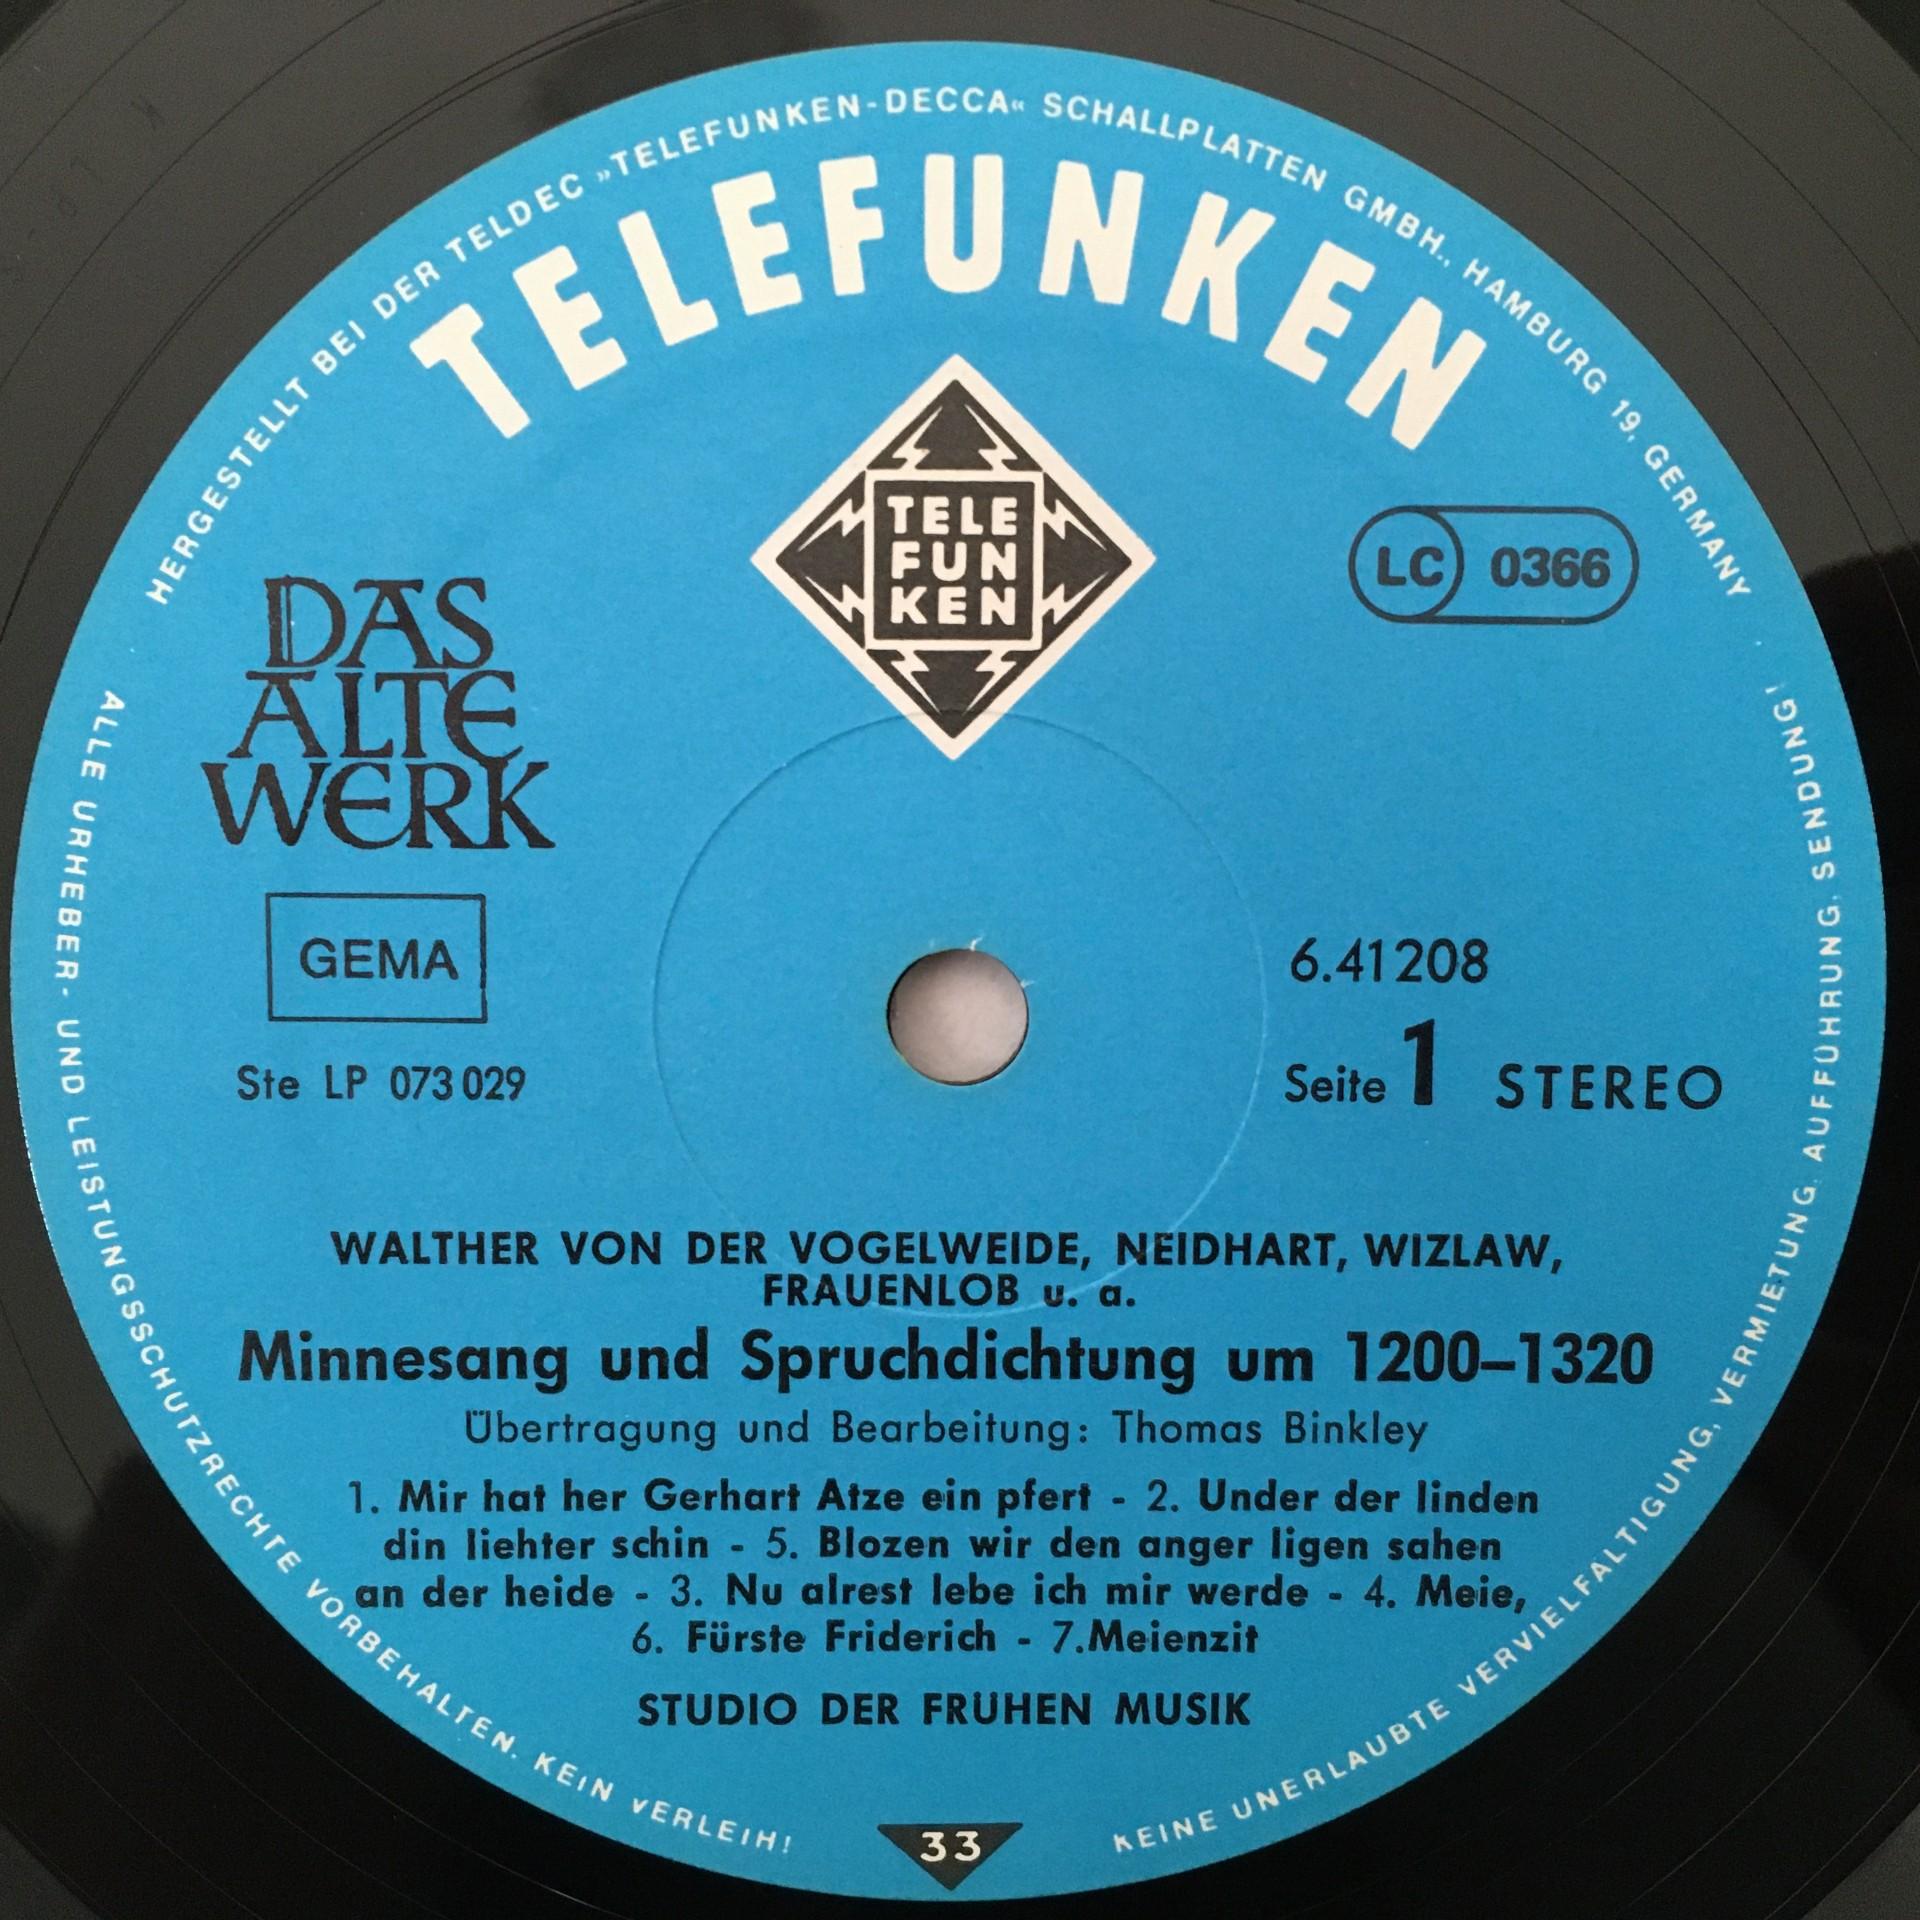 HERGESTELLT BEI DER TELDEC »TELEFUNKEN-DECCA« SCHALLPLATTEN GMBH., HAMBURG 19, GERMANY
TELEFUNKEN
TELE
FUN
KEN
LC 0366
DAS
ALTE
WERK
GEMA
6.41208
Ste LP 073 029
Seite 1 STEREO
WALTHER VON DER VOGELWEIDE, NEIDHART, WIZLAW,
FRAUENLOB u. a.
Minnesang und Spruchdichtung um 1200–1320
Übertragung und Bearbeitung: Thomas Binkley
1. Mir hat her Gerhart Atze ein pfert - 2. Under der linden
din liehter schin - 5. Blozen wir den anger ligen sahen
an der heide - 3. Nu alrest lebe ich mir werde - 4. Meie,
6. Fürste Friderich - 7.Meienzit
STUDIO DER FRÜHEN MUSIK
33
ALLE URHEBER- UND LEISTUNGSSCHUTZRECHTE VORBEHALTEN. KEIN VERLEIH!
KEINE UNERLAUBTE VERVIELFÄLTIGUNG, VERMIETUNG, AUFFÜHRUNG, SENDUNG!